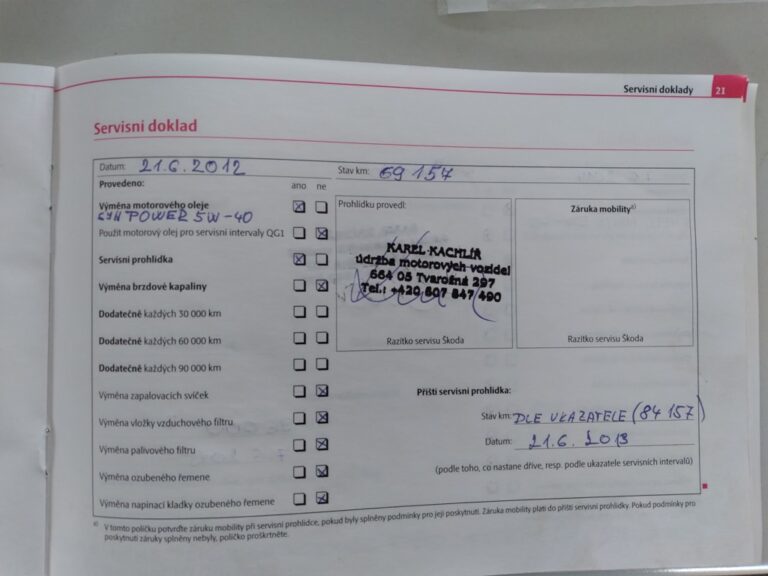 Servisní doklady 21
Servisní doklad
Datum: 21.6.2012 Stav km: 69 157
Provedeno: ano ne
Výměna motorového oleje
SYN POWER 5W-40
Použit motorový olej pro servisní intervaly QG1
Servisní prohlídka
Výměna brzdové kapaliny
Dodatečně každých 30 000 km
Dodatečně každých 60 000 km
Dodatečně každých 90 000 km
Výměna zapalovacích svíček
Výměna vložky vzduchového filtru
Výměna palivového filtru
Výměna ozubeného řemene
Výměna napínací kladky ozubeného řemene
Prohlídku provedl:
KAREL KACHLÍŘ
údržba motorových vozidel
664 05 Tvarožná 297
Tel.: +420 607 847 490
Razítko servisu Škoda
Záruka mobility a)
Razítko servisu Škoda
Příští servisní prohlídka:
Stav km: DLE UKAZATELE (84 157)
Datum: 21.6. 2013
(podle toho, co nastane dříve, resp. podle ukazatele servisních intervalů)
a) V tomto políčku potvrďte záruku mobility při servisní prohlídce, pokud byly splněny podmínky pro její poskytnutí. Záruka mobility platí do příští servisní prohlídky. Pokud podmínky pro
poskytnutí záruky splněny nebyly, políčko proškrtněte.